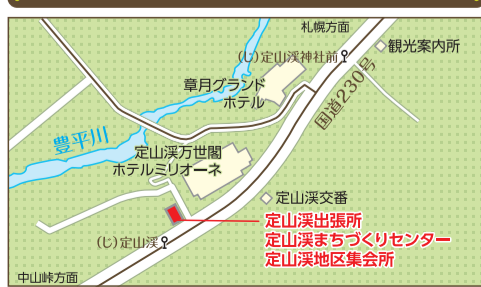 札幌方面
観光案内所
(じ)定山渓神社前
章月グランド
ホテル
国道230号
豊平川
定山渓万世閣
ホテルミリオーネ
定山渓交番
定山渓出張所
定山渓まちづくりセンター
定山渓地区集会所
(じ)定山渓
中山峠方面